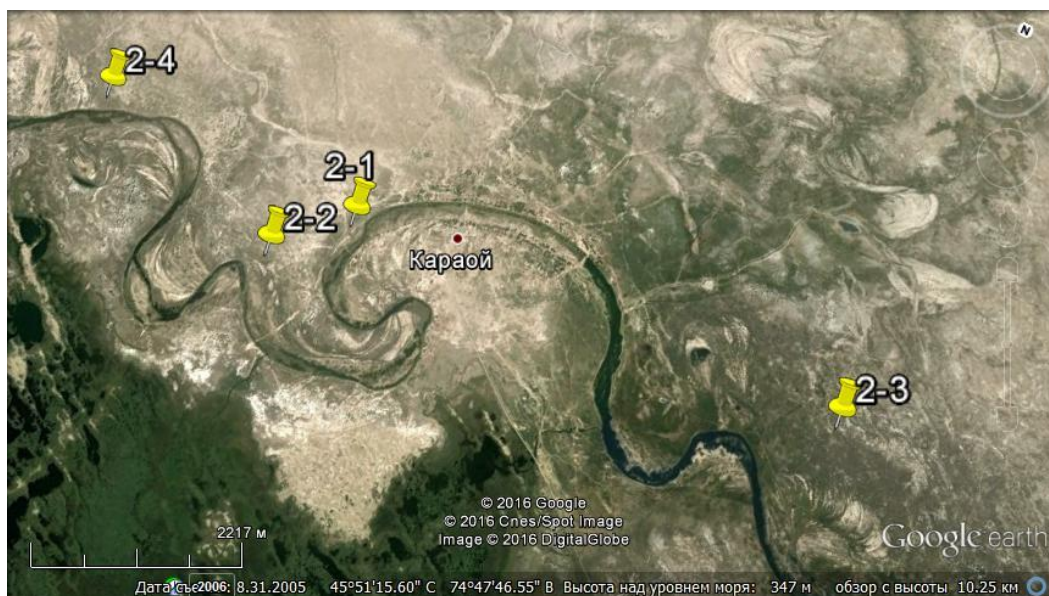 N
2-4
2-1
2-2
Караой
2-3
© 2016 Google
© 2016 Cnes/Spot Image
Image © 2016 DigitalGlobe
Google earth
2217 м
2006
8.31.2005 45°51'15.60" С 74°47'46.55" В Высота над уровнем моря: 347 м обзор с высоты 10.25 км